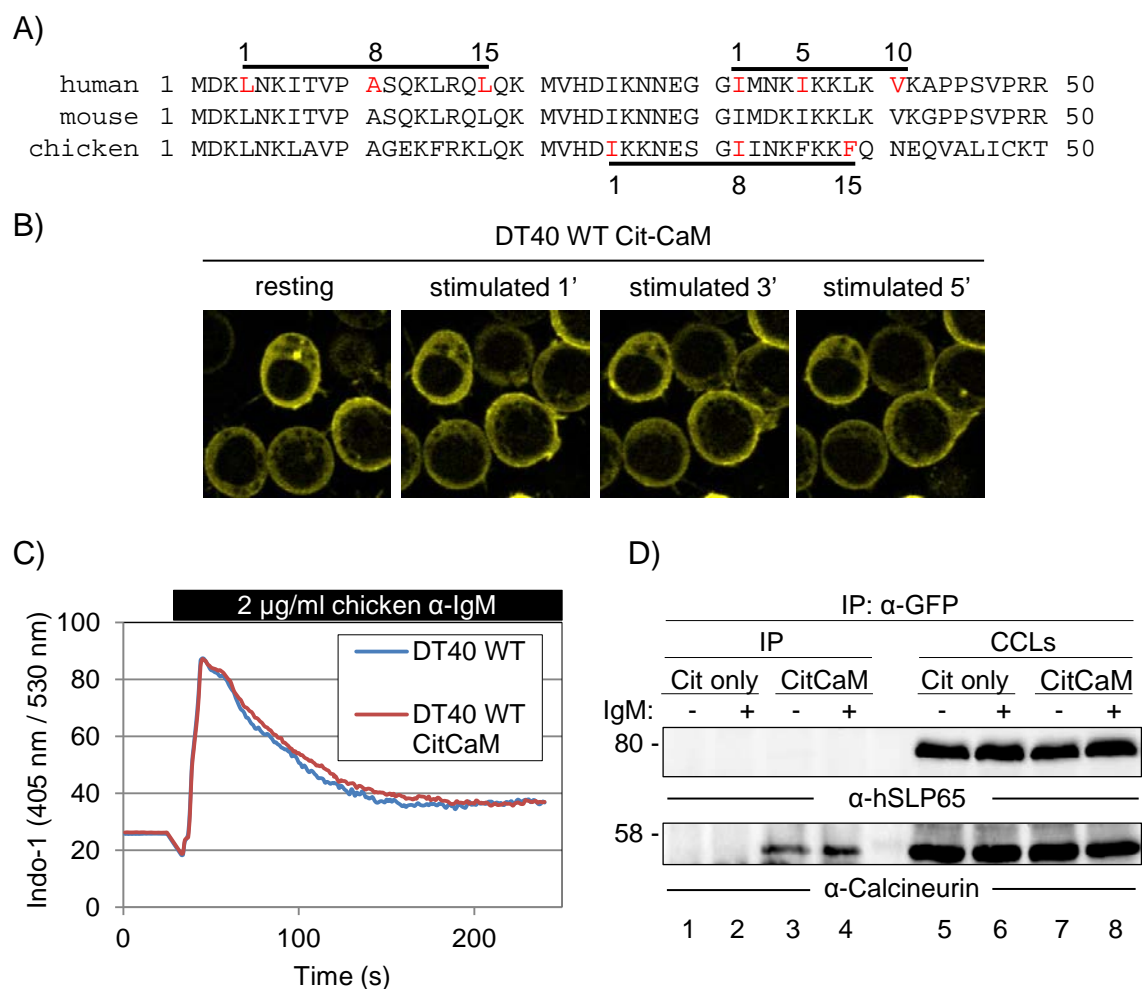 A)
1 8 15 1 5 10
human 1 MDKLNKITVP ASQKLRQLQK MVHDIKNNEG GIMNKIKKLK VKAPPSVPRR 50
mouse 1 MDKLNKITVP ASQKLRQLQK MVHDIKNNEG GIMDKIKKLK VKGPPSVPRR 50
chicken 1 MDKLNKLAVP AGEKFRKLQK MVHDIKKNES GIINKFKKFQ NEQVALICKT 50
1 8 15
B)
DT40 WT Cit-CaM
resting stimulated 1’ stimulated 3’ stimulated 5’
C)
2 µg/ml chicken α-IgM
Indo-1 (405 nm / 530 nm)
100
80
60
40
20
0
0 100 200
Time (s)
DT40 WT
DT40 WT
CitCaM
D)
IP: α-GFP
IP CCLs
Cit only CitCaM Cit only CitCaM
IgM: - + - + - + - +
80 -
α-hSLP65
58 -
α-Calcineurin
1 2 3 4 5 6 7 8